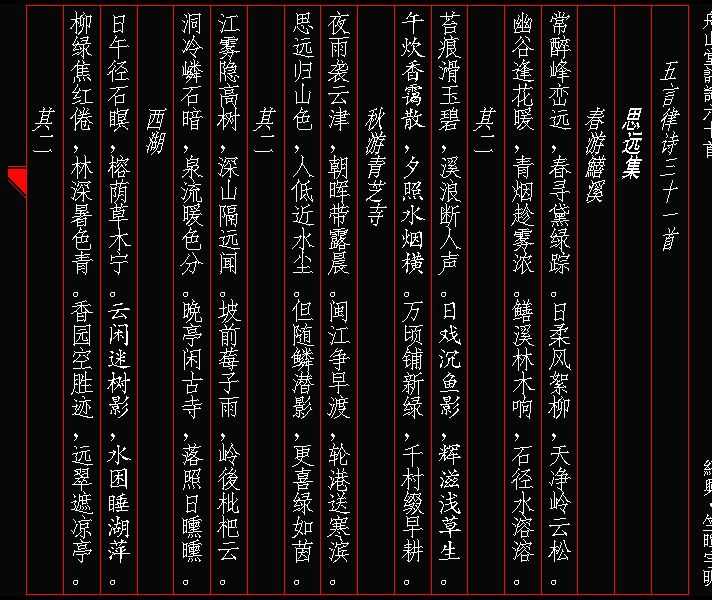 五言律诗三十一首
思远集
春游鳝溪
常醉峰峦远，春寻黛绿踪。日柔风絮柳，天净岭云松。
幽谷逢花暖，青烟趁雾浓。鳝溪林木响，石径水溶溶。
其二
苔痕滑玉碧，溪浪断人声。日戏沉鱼影，辉滋浅草生。
午炊香霭散，夕照水烟横。万顷铺新绿，千村缀早耕。
秋游青芝寺
夜雨袭云津，朝晖带露晨。闽江争早渡，轮港送寒滨。
思远归山色，人低近水尘。但随鳞潜影，更喜绿如茵。
其二
江雾隐高树，深山隔远闻。坡前莓子雨，岭後枇杷云。
洞冷嶙石暗，泉流暖色分。晚亭闲古寺，落照日曛曛。
西湖
日午径石瞑，榕荫草木宁。云闲迷树影，水困睡湖萍。
柳绿焦红倦，林深暑色青。香园空胜迹，远翠遮凉亭。
其二